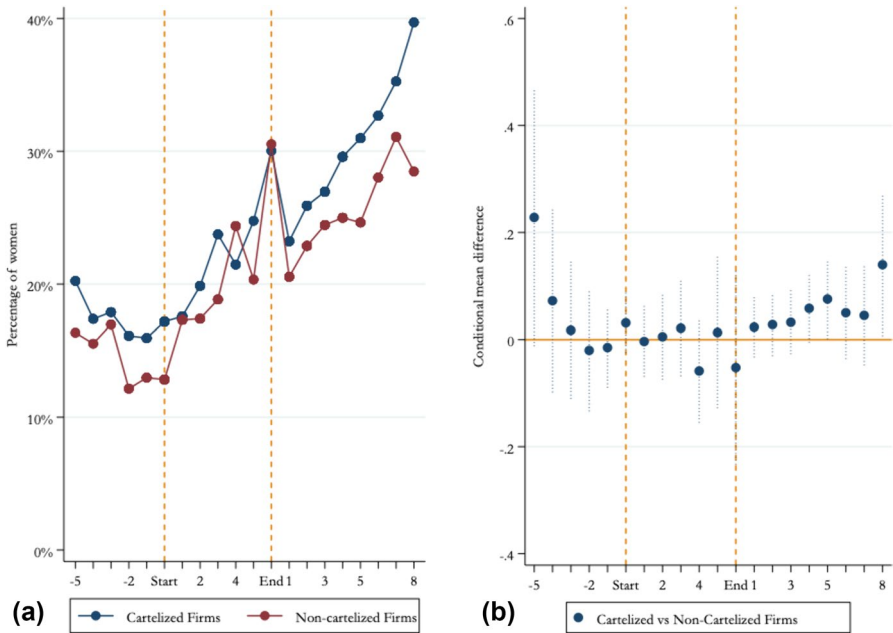 Percentage of women
40%
30%
20%
10%
0%
-5 -2 Start 2 4 End 1 3 5 8
Cartelized Firms Non-cartelized Firms
(a)
Conditional mean difference
.6
.4
.2
0
-.2
-.4
-5 -2 Start 2 4 End 1 3 5 8
Cartelized vs Non-Cartelized Firms
(b)